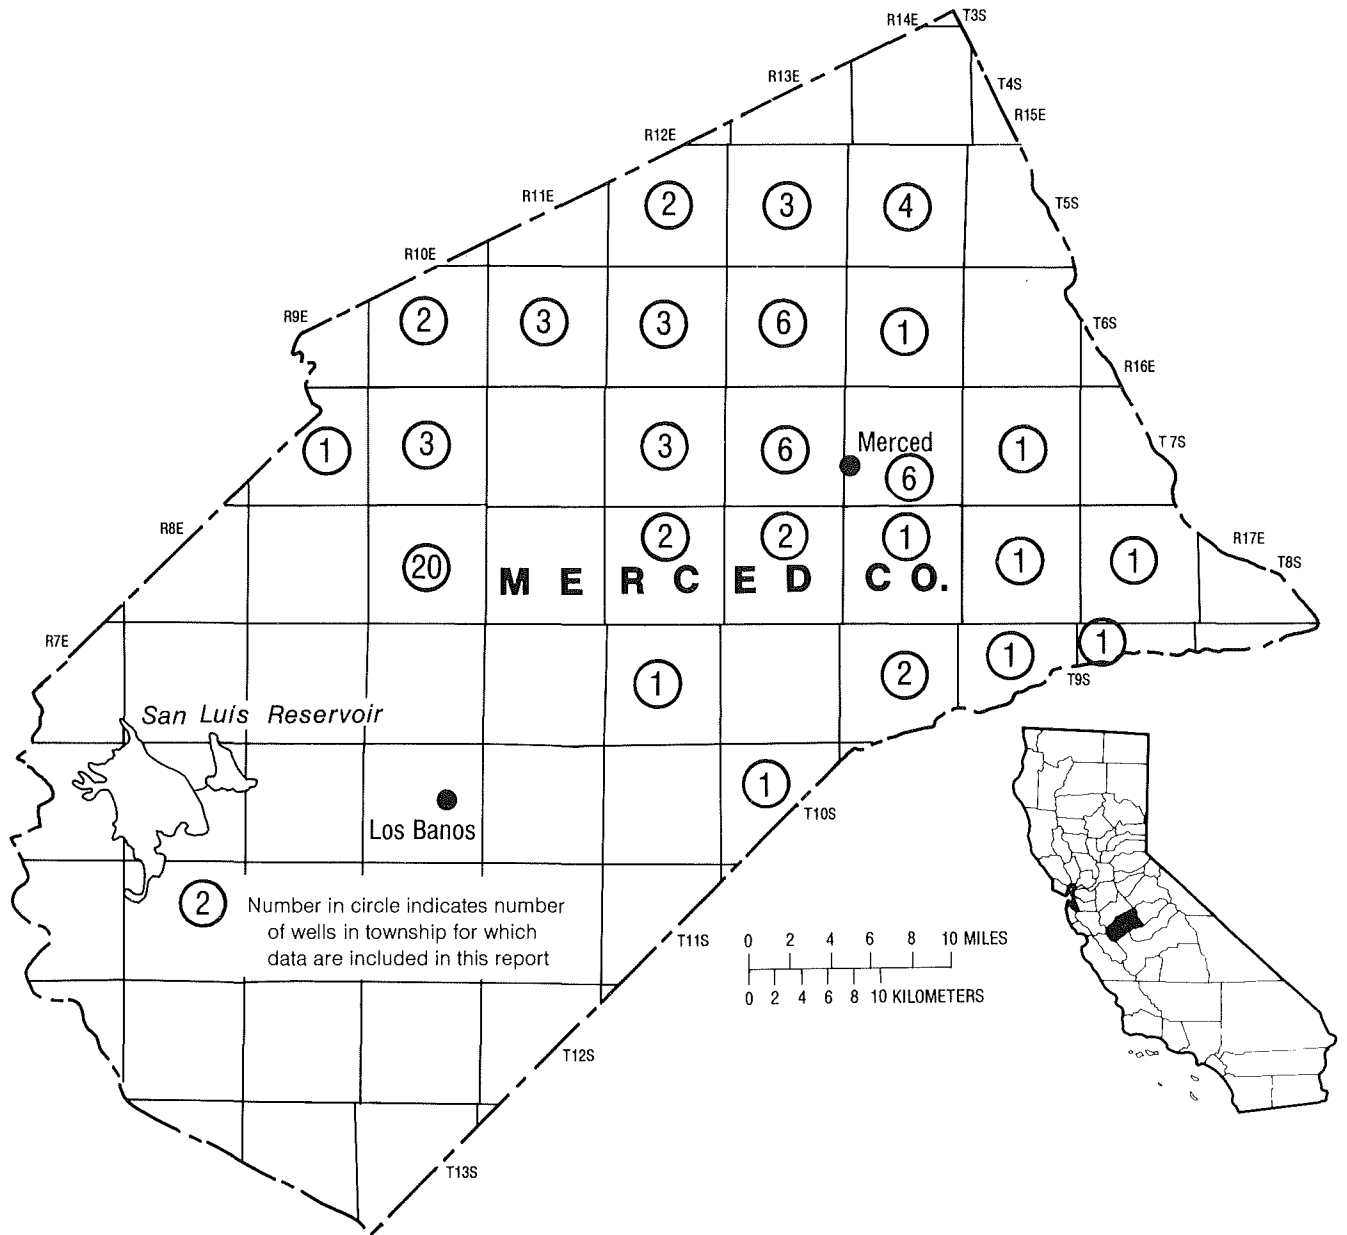 R14E
T3S
R13E
T4S
R15E
R12E
R11E
2
3
4
T5S
R10E
R9E
2
3
3
6
1
T6S
R16E
1
3
3
6
Merced
6
1
T7S
R8E
20
2
2
1
1
1
R17E
T8S
MERCED CO.
R7E
1
2
1
1
T9S
San Luis Reservoir
Los Banos
1
T10S
2
Number in circle indicates number
of wells in township for which
data are included in this report
T11S
0 2 4 6 8 10 MILES
0 2 4 6 8 10 KILOMETERS
T12S
T13S